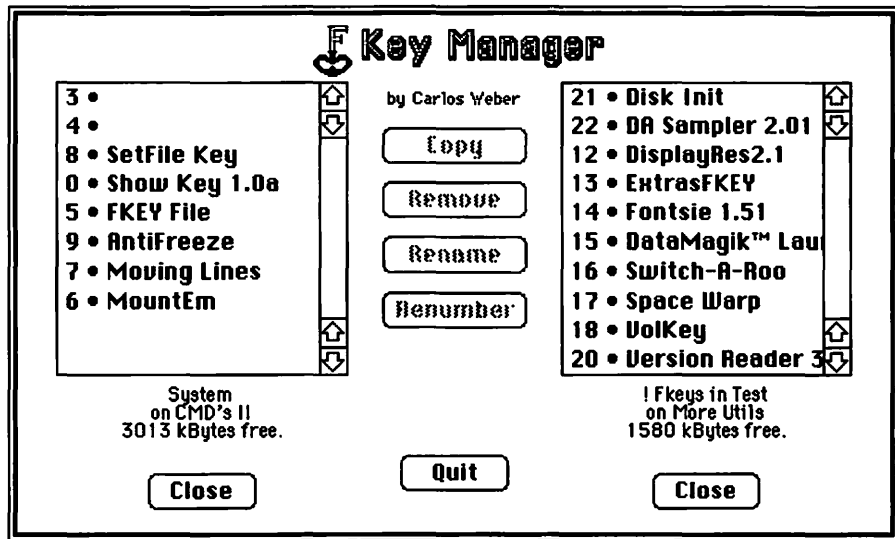 F Key Manager
by Carlos Weber
3 •
4 •
8 • SetFile Key
0 • Show Key 1.0a
5 • FKEY File
9 • AntiFreeze
7 • Moving Lines
6 • MountEm
System
on CMD's II
3013 kBytes free.
Close
Copy
Remove
Rename
Renumber
Quit
21 • Disk Init
22 • DA Sampler 2.01
12 • DisplayRes2.1
13 • ExtrasFKEY
14 • Fontsie 1.51
15 • DataMagik™ Lau
16 • Switch-A-Roo
17 • Space Warp
18 • VolKey
20 • Version Reader 3
! Fkeys in Test
on More Utils
1580 kBytes free.
Close